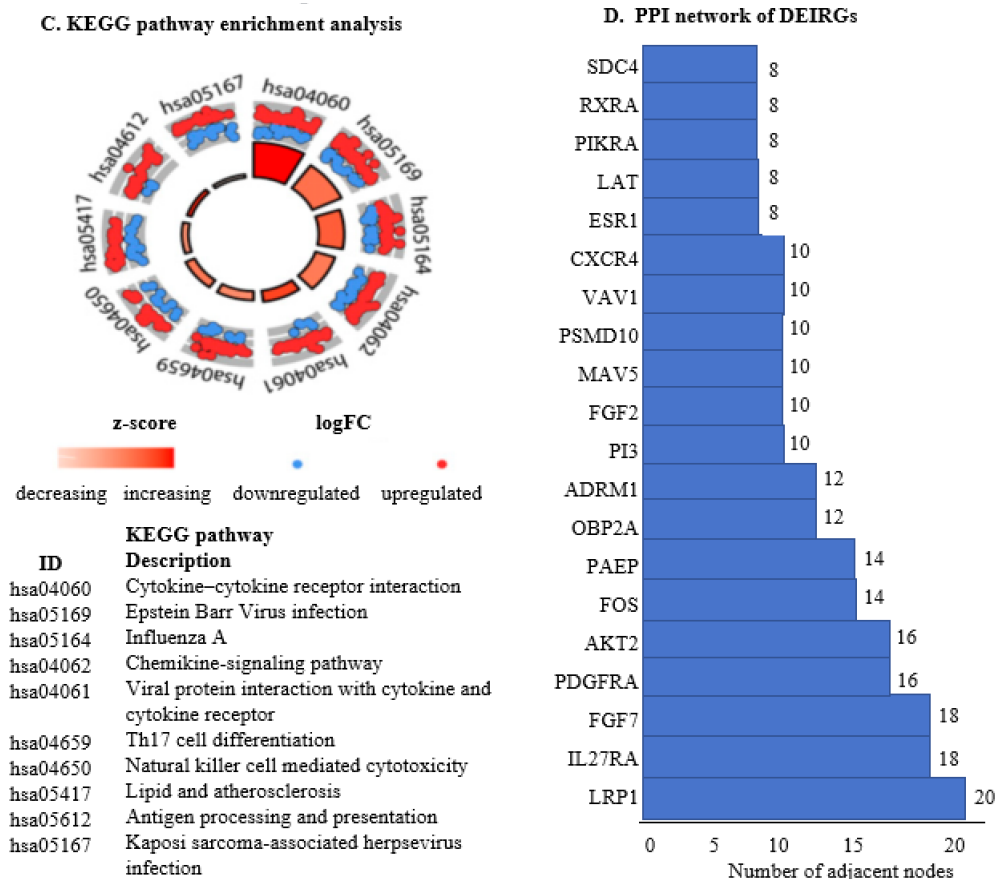 C. KEGG pathway enrichment analysis
hsa05167
hsa04060
hsa04612
hsa05169
hsa05417
hsa05164
hsa04650
hsa04062
hsa04659
hsa04061
z-score
logFC
decreasing increasing downregulated upregulated
KEGG pathway
ID Description
hsa04060 Cytokine–cytokine receptor interaction
hsa05169 Epstein Barr Virus infection
hsa05164 Influenza A
hsa04062 Chemikine-signaling pathway
hsa04061 Viral protein interaction with cytokine and
cytokine receptor
hsa04659 Th17 cell differentiation
hsa04650 Natural killer cell mediated cytotoxicity
hsa05417 Lipid and atherosclerosis
hsa05612 Antigen processing and presentation
hsa05167 Kaposi sarcoma-associated herpsevirus
infection
D. PPI network of DEIRGs
SDC4 8
RXRA 8
PIKRA 8
LAT 8
ESR1 8
CXCR4 10
VAV1 10
PSMD10 10
MAV5 10
FGF2 10
PI3 10
ADRM1 12
OBP2A 12
PAEP 14
FOS 14
AKT2 16
PDGFRA 16
FGF7 18
IL27RA 18
LRP1 20
0 5 10 15 20
Number of adjacent nodes